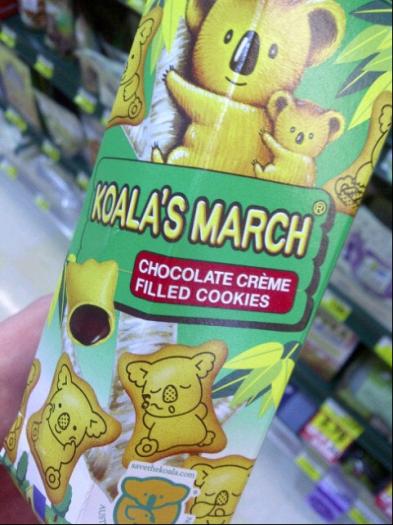 KOALA'S MARCH®
CHOCOLATE CRÈME
FILLED COOKIES
savethekoala.com